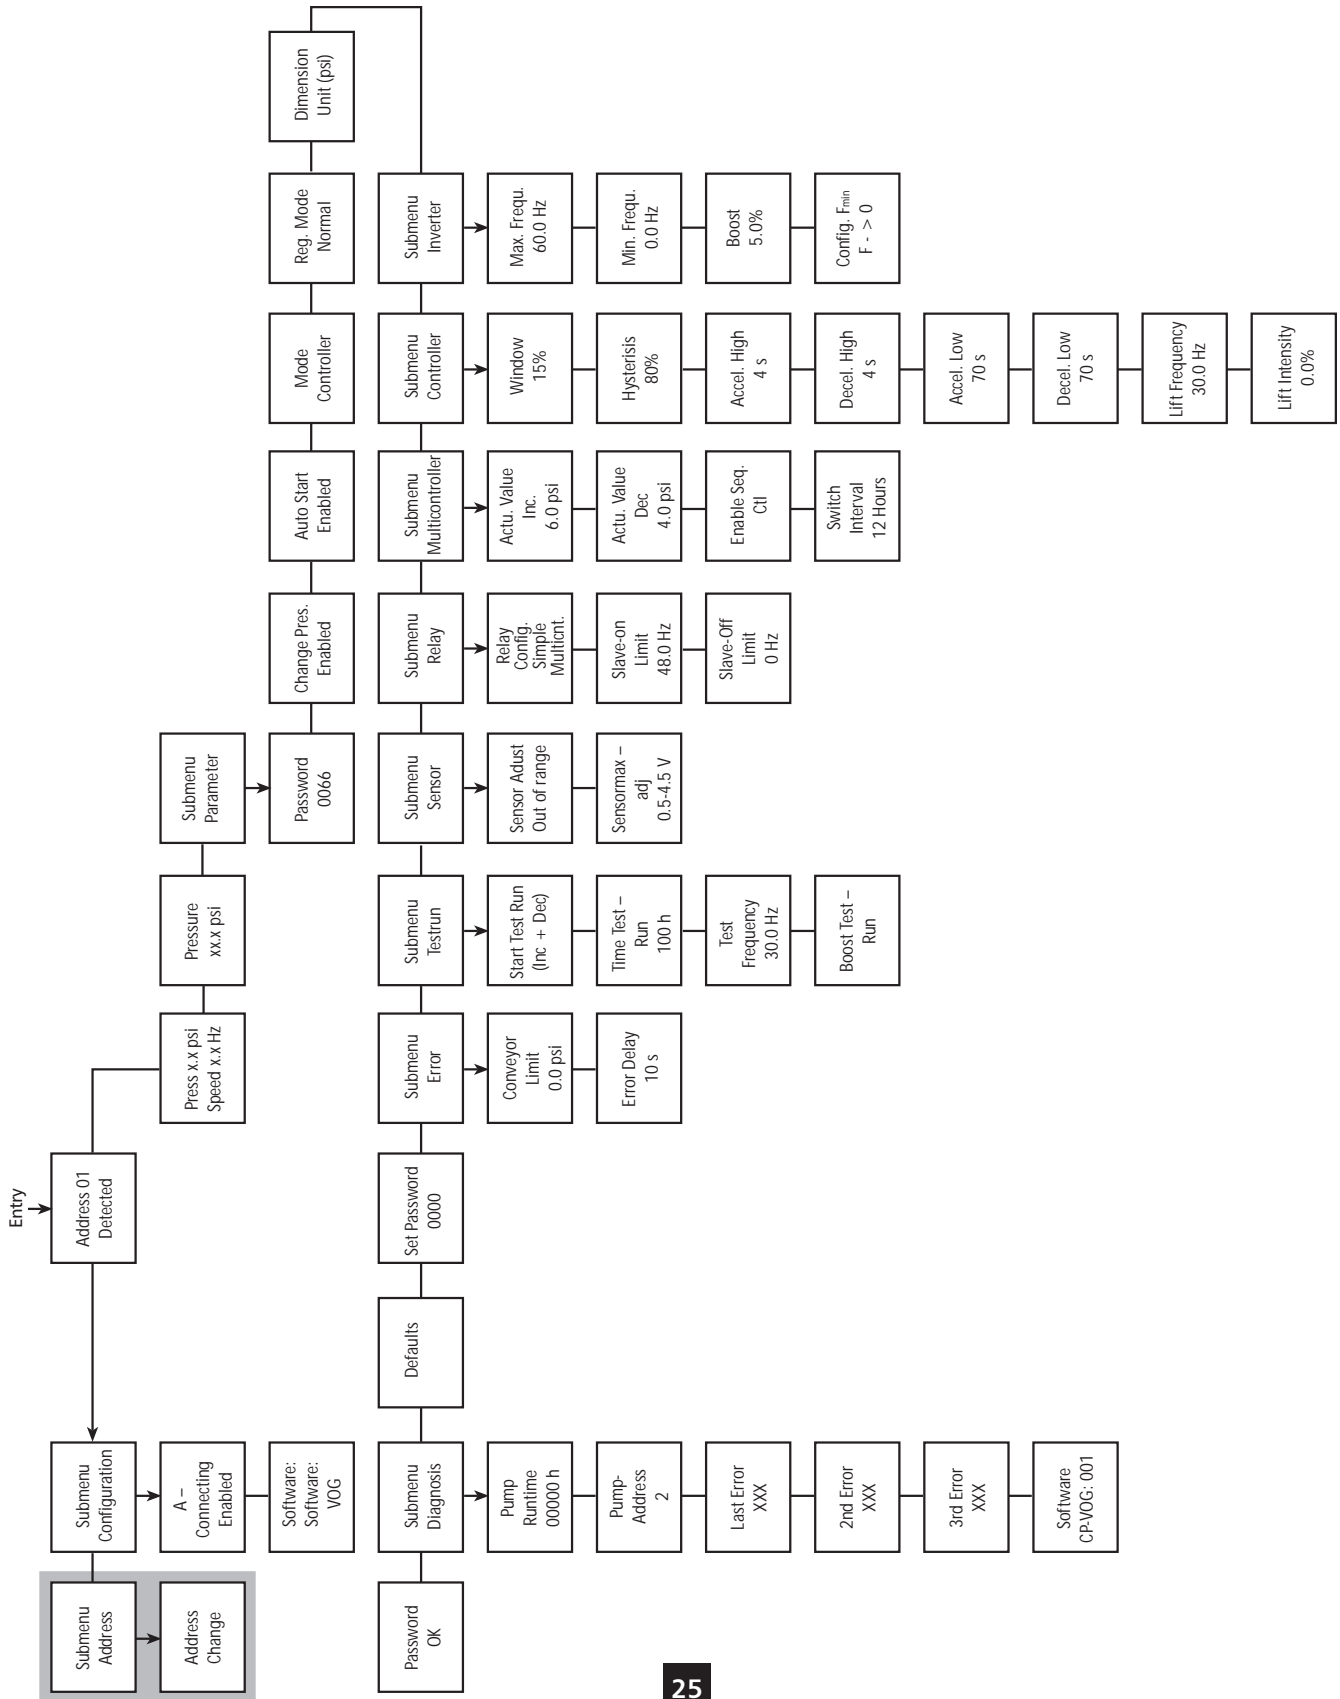 Entry
Submenu
Address
Address
Change
Submenu
Configuration
A –
Connecting
Enabled
Software:
Software:
VOG
Address 01
Detected
Press x.x psi
Speed x.x Hz
Pressure
xx.x psi
Submenu
Parameter
Password
0066
Change Pres.
Enabled
Auto Start
Enabled
Mode
Controller
Reg. Mode
Normal
Dimension
Unit (psi)
Password
OK
Submenu
Diagnosis
Pump
Runtime
00000 h
Pump-
Address
2
Last Error
XXX
2nd Error
XXX
3rd Error
XXX
Software
CP-VOG: 001
Defaults
Set Password
0000
Submenu
Error
Conveyor
Limit
0.0 psi
Error Delay
10 s
Submenu
Testrun
Start Test Run
(Inc + Dec)
Time Test –
Run
100 h
Test
Frequency
30.0 Hz
Boost Test –
Run
Submenu
Sensor
Sensor Adust
Out of range
Sensormax –
adj
0.5-4.5 V
Submenu
Relay
Relay
Config.
Simple
Multicnt.
Slave-on
Limit
48.0 Hz
Slave-Off
Limit
0 Hz
Submenu
Multicontroller
Actu. Value
Inc.
6.0 psi
Actu. Value
Dec
4.0 psi
Enable Seq.
Ctl
Switch
Interval
12 Hours
Submenu
Controller
Window
15%
Hysterisis
80%
Accel. High
4 s
Decel. High
4 s
Accel. Low
70 s
Decel. Low
70 s
Lift Frequency
30.0 Hz
Lift Intensity
0.0%
Submenu
Inverter
Max. Frequ.
60.0 Hz
Min. Frequ.
0.0 Hz
Boost
5.0%
Config. Fmin
F - > 0
25